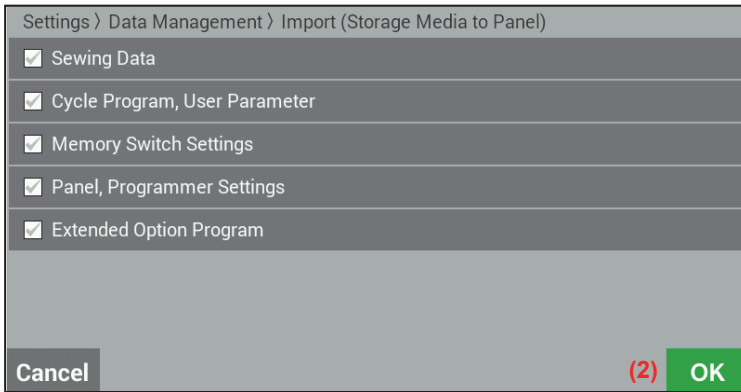 Settings 〉 Data Management 〉 Import (Storage Media to Panel)
Sewing Data
Cycle Program, User Parameter
Memory Switch Settings
Panel, Programmer Settings
Extended Option Program
Cancel (2) OK